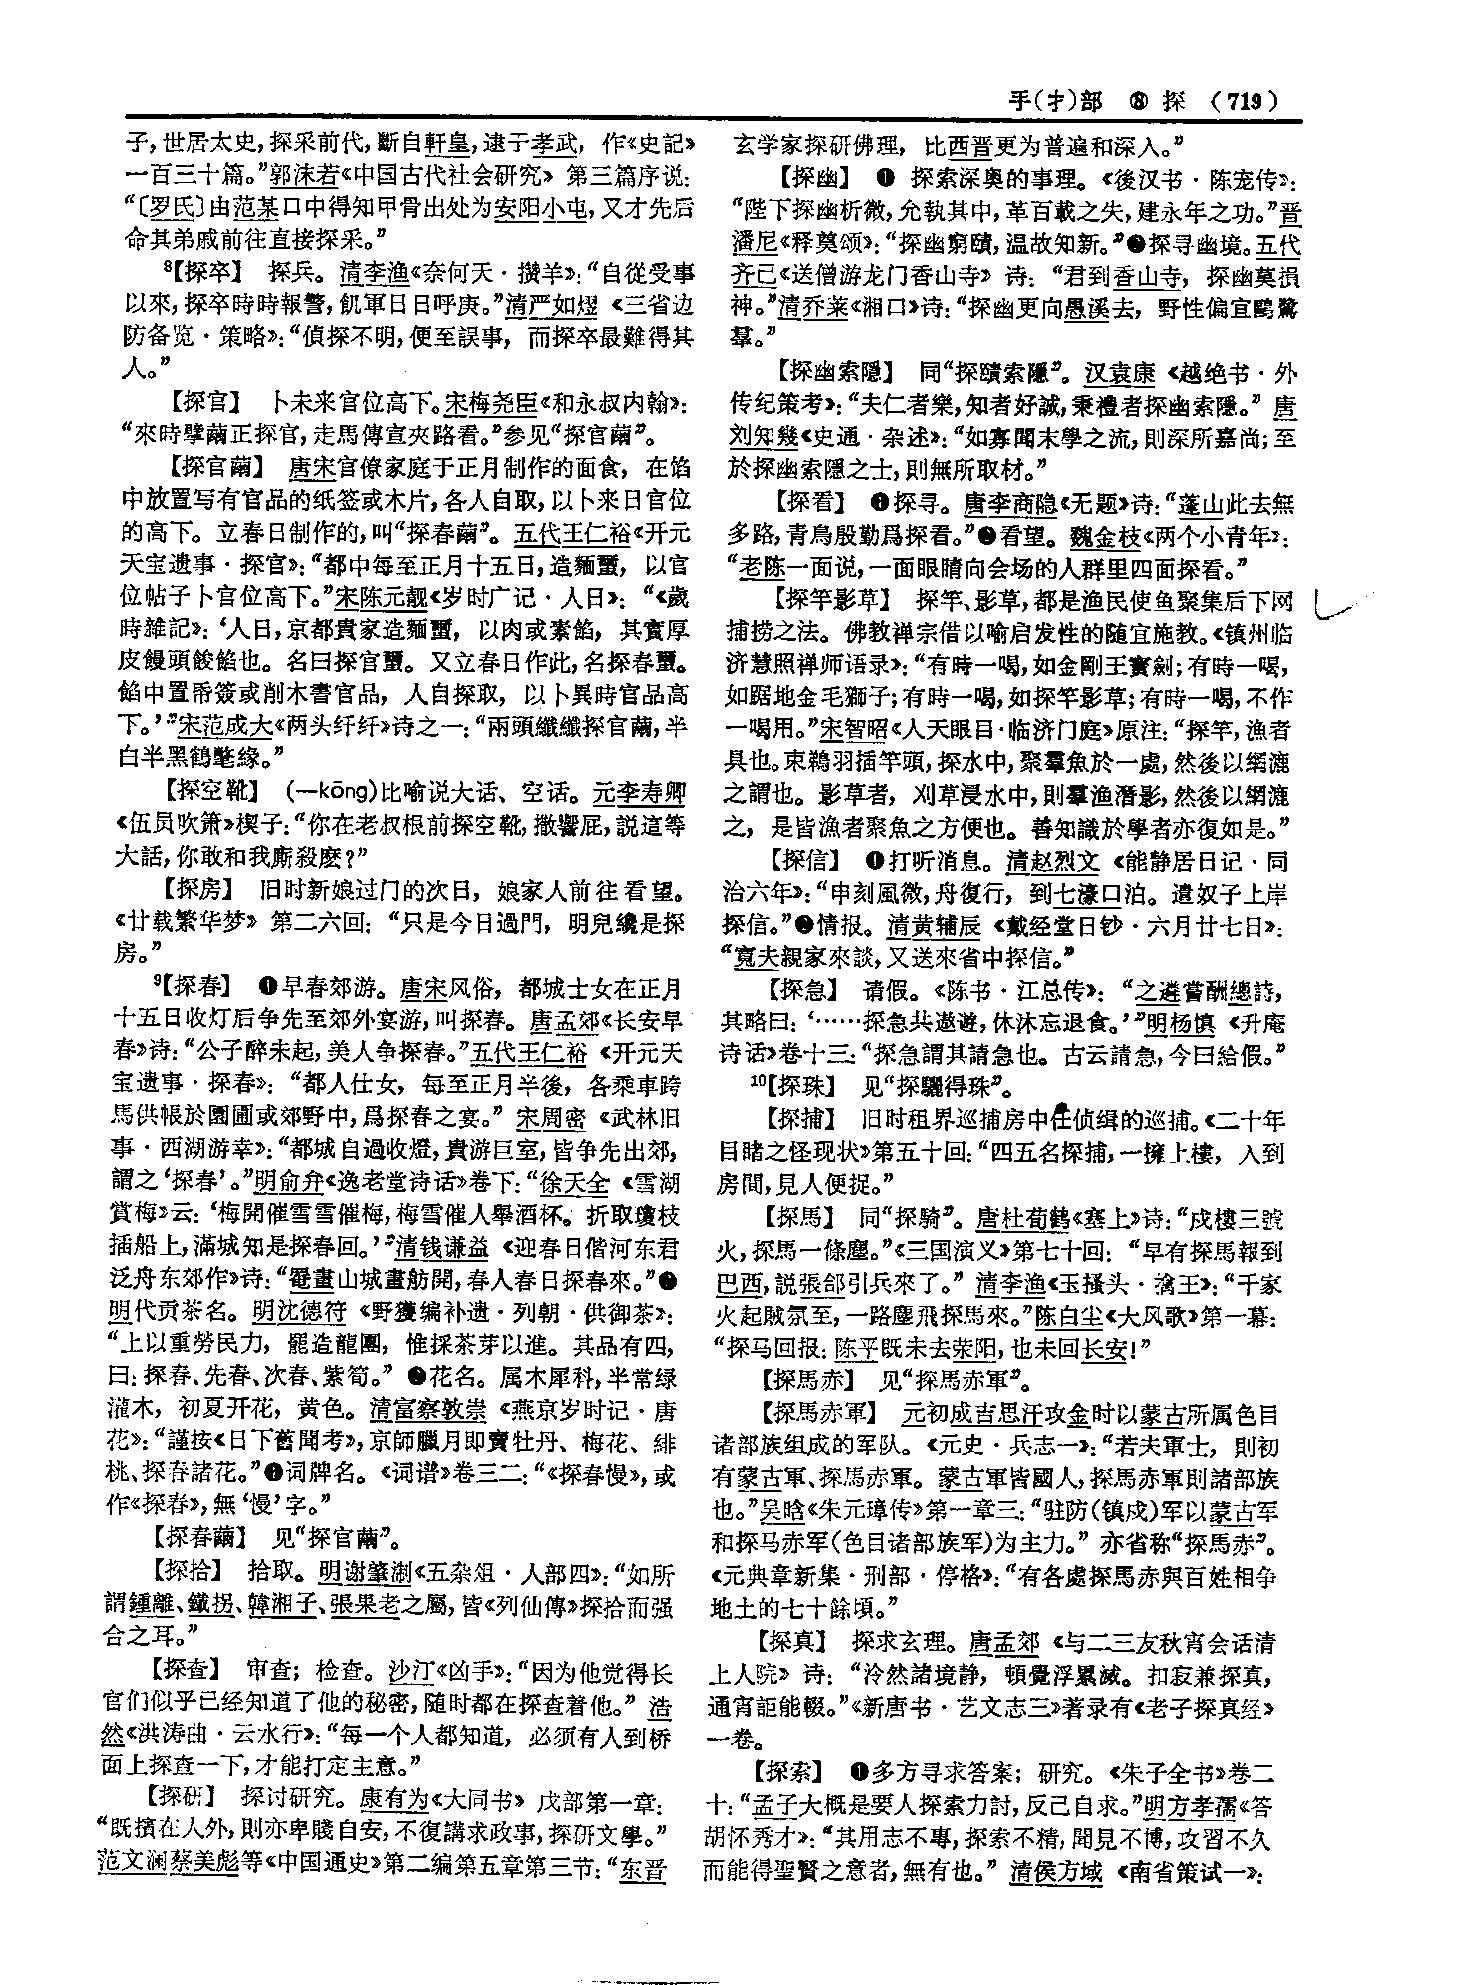 手(扌)部 ⑧ 探 (719)
子，世居太史，探采前代，斷自軒皇，逮于孝武， 作《史記》
一百三十篇。”郭沫若《中国古代社会研究》 第三篇序说：
“〔罗氏〕由范某口中得知甲骨出处为安阳小屯，又才先后
命其弟戚前往直接探采。”
8【探卒】 探兵。清李渔《奈何天·攒羊》：“自從受事
以來，探卒時時報警，飢軍日日呼庚。”清严如熤《三省边
防备览·策略》：“偵探不明，便至誤事， 而探卒最難得其
人。”
【探官】 卜未来官位高下。宋梅尧臣《和永叔内翰》：
“來時擘繭正探官，走馬傳宣夾路看。”参见“探官繭”。
【探官繭】 唐宋官僚家庭于正月制作的面食，在馅
中放置写有官品的纸签或木片，各人自取，以卜来日官位
的高下。立春日制作的，叫“探春繭”。五代王仁裕《开元
天宝遗事·探官》：“都中每至正月十五日，造麵蠒，以官
位帖子卜官位高下。”宋陈元靓《岁时广记·人日》：“《歲
時雜記》：‘人日，京都貴家造麵蠒，以肉或素餡，其實厚
皮饅頭餕餡也。名曰探官蠒。又立春日作此，名探春蠒。
餡中置帋簽或削木書官品，人自探取，以卜異時官品高
下。’”宋范成大《两头纤纤》诗之一：“兩頭纖纖探官繭，半
白半黑鶴氅緣。”
【探空靴】 (—kōng)比喻说大话、空话。元李寿卿
《伍员吹箫》楔子：“你在老叔根前探空靴，撒響屁，説這等
大話，你敢和我廝殺麽？”
【探房】 旧时新娘过门的次日，娘家人前往看望。
《廿载繁华梦》第二六回：“只是今日過門，明兒纔是探
房。”
9【探春】 ❶早春郊游。唐宋风俗，都城士女在正月
十五日收灯后争先至郊外宴游，叫探春。唐孟郊《长安早
春》诗：“公子醉未起，美人争探春。”五代王仁裕《开元天
宝遗事·探春》：“都人仕女，每至正月半後，各乘車跨
馬供帳於園圃或郊野中，爲探春之宴。”宋周密《武林旧
事·西湖游幸》：“都城自過收燈，貴游巨室，皆争先出郊，
謂之‘探春’。”明俞弁《逸老堂诗话》卷下：“徐天全《雪湖
賞梅》云：‘梅開催雪雪催梅，梅雪催人舉酒杯。折取瓊枝
插船上，滿城知是探春回。’”清钱谦益《迎春日偕河东君
泛舟东郊作》诗：“罨畫山城畫舫開，春人春日探春來。”❷
明代贡茶名。明沈德符《野獲编补遗·列朝·供御茶》：
“上以重勞民力，罷造龍團，惟採茶芽以進。其品有四，
曰：探春、先春、次春、紫筍。”❸花名。属木犀科，半常绿
灌木，初夏开花，黄色。清富察敦崇《燕京岁时记·唐
花》：“謹按《日下舊聞考》，京師臘月即賣牡丹、梅花、緋
桃、探春諸花。”❹词牌名。《词谱》卷三二：“《探春慢》，或
作《探春》，無‘慢’字。”
【探春繭】 见“探官繭”。
【探拾】 拾取。明谢肇淛《五杂俎·人部四》：“如所
謂鍾離、鐵拐、韓湘子、張果老之屬，皆《列仙傳》探拾而强
合之耳。”
【探查】 审查；检查。沙汀《凶手》：“因为他觉得长
官们似乎已经知道了他的秘密，随时都在探查着他。”浩
然《洪涛曲·云水行》：“每一个人都知道，必须有人到桥
面上探查一下，才能打定主意。”
【探研】 探讨研究。康有为《大同书》戊部第一章：
“既擯在人外，則亦卑賤自安，不復講求政事，探研文學。”
范文澜蔡美彪等《中国通史》第二编第五章第三节：“东晋
玄学家探研佛理，比西晋更为普遍和深入。”
【探幽】 ❶ 探索深奥的事理。《後汉书·陈宠传》：
“陛下探幽析微，允執其中，革百載之失，建永年之功。”晋
潘尼《释奠颂》：“探幽窮賾，温故知新。”❷探寻幽境。五代
齐己《送僧游龙门香山寺》诗：“君到香山寺，探幽莫損
神。”清乔莱《湘口》诗：“探幽更向愚溪去，野性偏宜鷗鷺
羣。”
【探幽索隱】 同“探賾索隱”。汉袁康《越绝书·外
传纪策考》：“夫仁者樂，知者好誠，秉禮者探幽索隱。”唐
刘知幾《史通·杂述》：“如寡聞末學之流，則深所嘉尚；至
於探幽索隱之士，則無所取材。”
【探看】 ❶探寻。唐李商隐《无题》诗：“蓬山此去無
多路，青鳥殷勤爲探看。”❷看望。魏金枝《两个小青年》：
“老陈一面说，一面眼睛向会场的人群里四面探看。”
【探竿影草】 探竿、影草，都是渔民使鱼聚集后下网
捕捞之法。佛教禅宗借以喻启发性的随宜施教。《镇州临
济慧照禅师语录》：“有時一喝，如金剛王寳劍；有時一喝，
如踞地金毛獅子；有時一喝，如探竿影草；有時一喝，不作
一喝用。”宋智昭《人天眼目·临济门庭》原注：“探竿，漁者
具也。束鵜羽插竿頭，探水中，聚羣魚於一處，然後以網漉
之謂也。影草者，刈草浸水中，則羣渔潛影，然後以網漉
之，是皆漁者聚魚之方便也。善知識於學者亦復如是。”
【探信】 ❶打听消息。清赵烈文《能静居日记·同
治六年》：“申刻風微，舟復行，到七濠口泊。遣奴子上岸
探信。”❷情报。清黄辅辰《戴经堂日钞·六月廿七日》：
“寬夫親家來談，又送來省中探信。”
【探急】 请假。《陈书·江总传》：“之遴嘗酬總詩，
其略曰：‘……探急共遨遊，休沐忘退食。’”明杨慎《升庵
诗话》卷十三：“探急謂其請急也。古云請急，今曰給假。”
10【探珠】 见“探驪得珠”。
【探捕】 旧时租界巡捕房中任侦缉的巡捕。《二十年
目睹之怪现状》第五十回：“四五名探捕，一擁上樓，入到
房間，見人便捉。”
【探馬】 同“探騎”。唐杜荀鹤《塞上》诗：“戍樓三號
火，探馬一條塵。”《三国演义》第七十回：“早有探馬報到
巴西，説張郃引兵來了。”清李渔《玉搔头·擒王》：“千家
火起賊氛至，一路塵飛探馬來。”陈白尘《大风歌》第一幕：
“探马回报：陈平既未去荥阳，也未回长安！”
【探馬赤】 见“探馬赤軍”。
【探馬赤軍】 元初成吉思汗攻金时以蒙古所属色目
诸部族组成的军队。《元史·兵志一》：“若夫軍士，則初
有蒙古軍、探馬赤軍。蒙古軍皆國人，探馬赤軍則諸部族
也。”吴晗《朱元璋传》第一章三：“驻防(镇戍)军以蒙古军
和探马赤军(色目诸部族军)为主力。”亦省称“探馬赤”。
《元典章新集·刑部·停格》：“有各處探馬赤與百姓相争
地土的七十餘頃。”
【探真】 探求玄理。唐孟郊《与二三友秋宵会话清
上人院》诗：“泠然諸境静，頓覺浮累滅。扣寂兼探真，
通宵詎能輟。”《新唐书·艺文志三》著录有《老子探真经》
一卷。
【探索】 ❶多方寻求答案；研究。《朱子全书》卷二
十：“孟子大概是要人探索力討，反己自求。”明方孝孺《答
胡怀秀才》：“其用志不專，探索不精，聞見不博，攻習不久
而能得聖賢之意者，無有也。”清侯方域《南省策试一》：